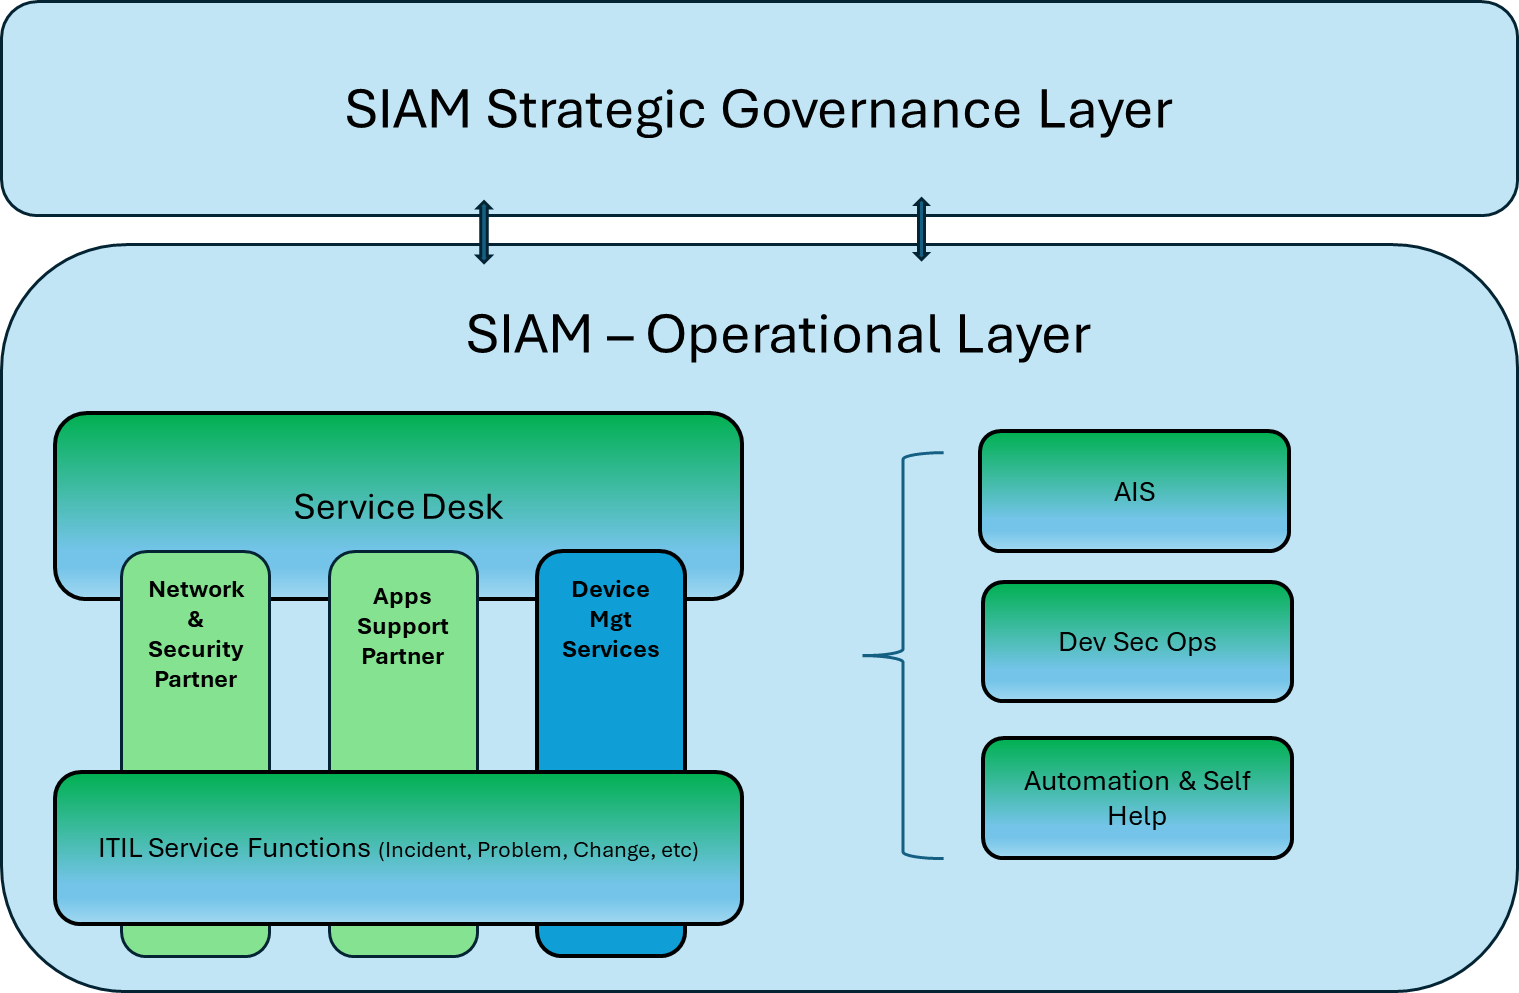 SIAM Strategic Governance Layer
SIAM – Operational Layer
Service Desk
Network
&
Security
Partner
Apps
Support
Partner
Device
Mgt
Services
ITIL Service Functions (Incident, Problem, Change, etc)
AIS
Dev Sec Ops
Automation & Self
Help